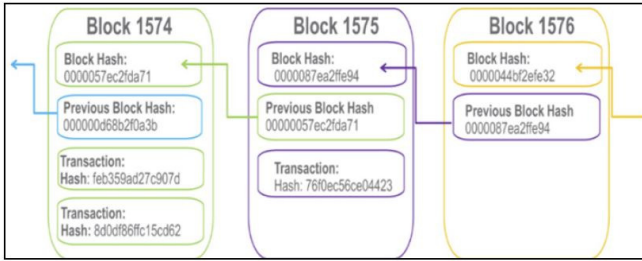 Block 1574
Block Hash:
0000057ec2fda71
Previous Block Hash:
000000d68b2f0a3b
Transaction:
Hash: feb359ad27c907d
Transaction:
Hash: 8d0df86ffc15cd62
Block 1575
Block Hash:
0000087ea2ffe94
Previous Block Hash
00000057ec2fda71
Transaction:
Hash: 76f0ec56ce04423
Block 1576
Block Hash:
0000044bf2efe32
Previous Block Hash
0000087ea2ffe94